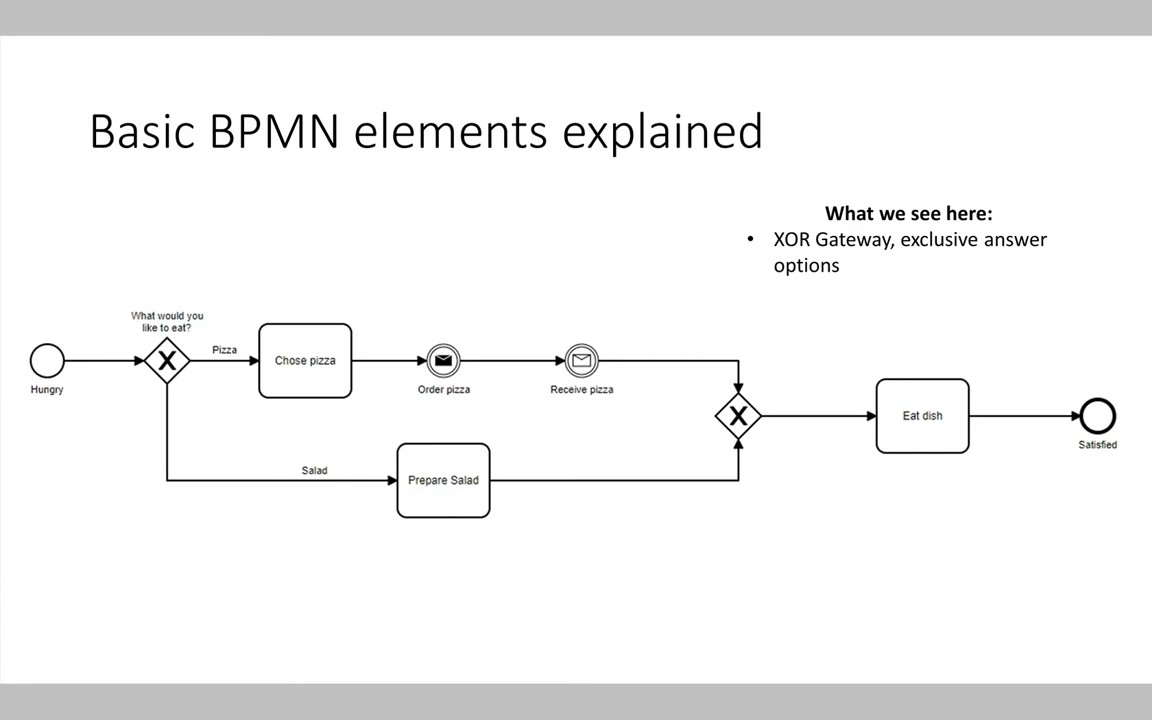 Basic BPMN elements explained
What we see here:
• XOR Gateway, exclusive answer
options
What would you
like to eat?
X
Pizza
Chose pizza
Hungry
Order pizza
Receive pizza
X
Eat dish
Satisfied
Salad
Prepare Salad